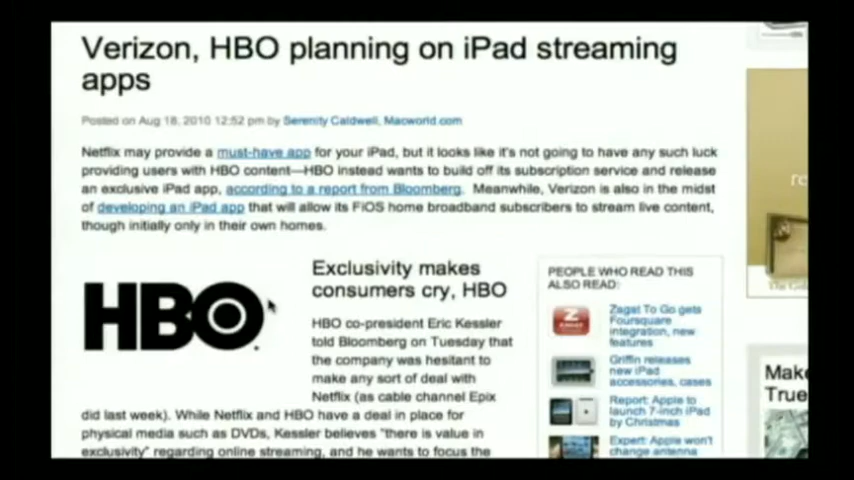 Verizon, HBO planning on iPad streaming
apps
Posted on Aug 18, 2010 12:52 pm by Serenity Caldwell, Macworld.com
Netflix may provide a must-have app for your iPad, but it looks like it's not going to have any such luck
providing users with HBO content—HBO instead wants to build off its subscription service and release
an exclusive iPad app, according to a report from Bloomberg. Meanwhile, Verizon is also in the midst
of developing an iPad app that will allow its FiOS home broadband subscribers to stream live content,
though initially only in their own homes.
HBO
Exclusivity makes
consumers cry, HBO
HBO co-president Eric Kessler
told Bloomberg on Tuesday that
the company was hesitant to
make any sort of deal with
Netflix (as cable channel Epix
did last week). While Netflix and HBO have a deal in place for
physical media such as DVDs, Kessler believes "there is value in
exclusivity" regarding online streaming, and he wants to focus the
PEOPLE WHO READ THIS
ALSO READ:
Zagat To Go gets
Foursquare
integration, new
features
Griffin releases
new iPad
accessories, cases
Report: Apple to
launch 7-inch iPad
by Christmas
Expert: Apple won't
change antenna
re
Make
True